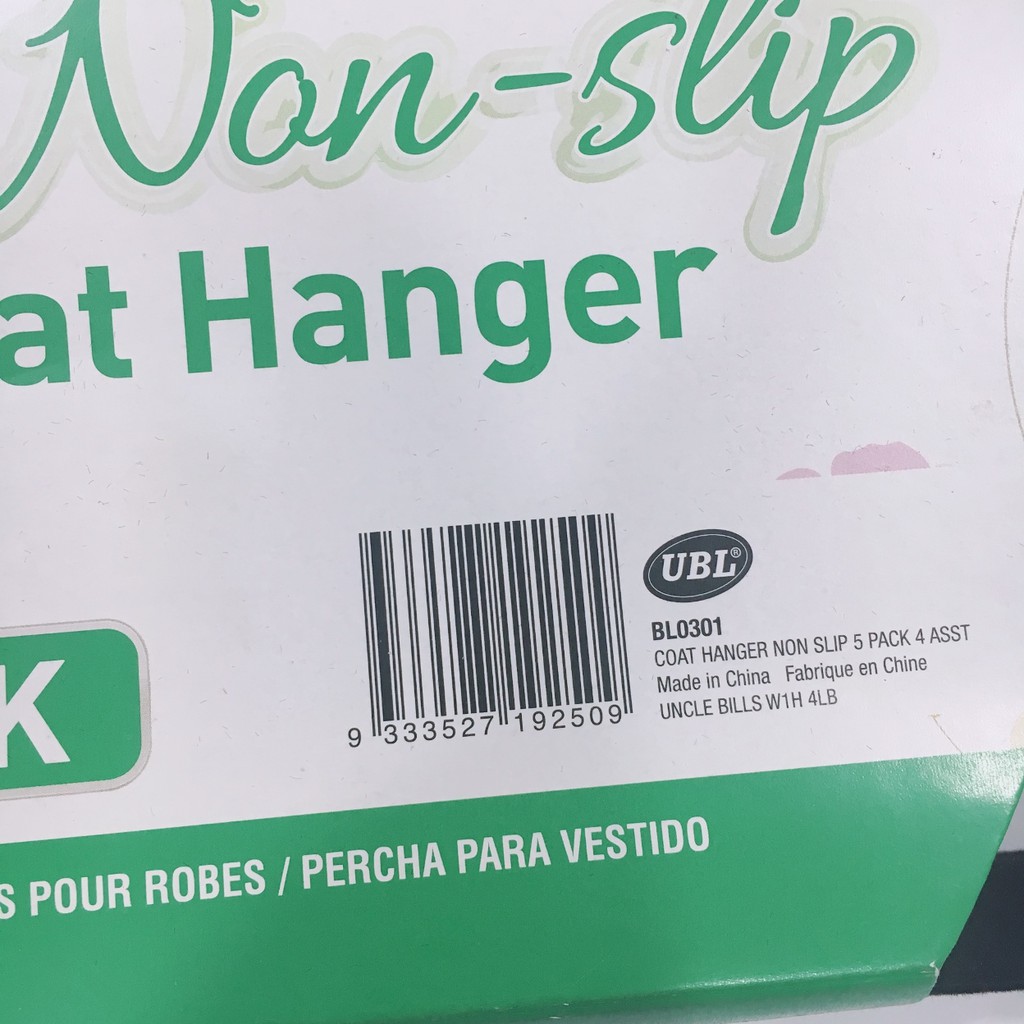 Non-slip
at Hanger
UBL®
BL0301
COAT HANGER NON SLIP 5 PACK 4 ASST
Made in China Fabrique en Chine
UNCLE BILLS W1H 4LB
9 333527 192509
K
S POUR ROBES / PERCHA PARA VESTIDO